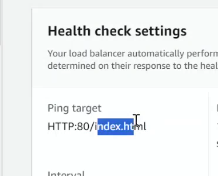 Health check settings
Your load balancer automatically perform
determined on their response to the heal
Ping target
HTTP:80/index.html
Interval